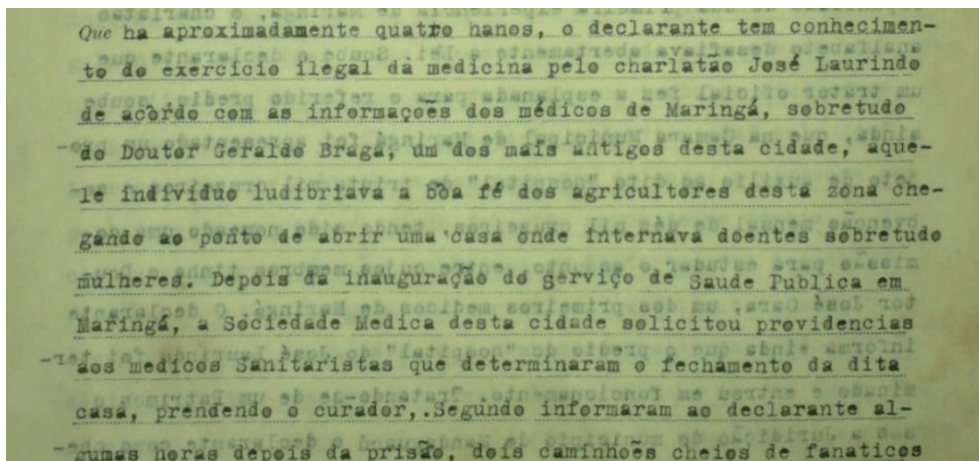 Que ha aproximadamente quatro hanos, o declarante tem conhecimen-
to do exercicio ilegal da medicina pelo charlatão José Laurindo
de acôrdo com as informações dos médicos de Maringá, sobretudo
do Doutor Geraldo Braga, um dos mais antigos desta cidade, aque-
le individuo ludibriava a bôa fé dos agricultores desta zona che-
gando ao ponto de abrir uma casa onde internava doentes sobretudo
mulheres. Depois da inauguração do serviço de Saude Publica em
Maringá, a Sociedade Medica desta cidade solicitou providencias
aos medicos Sanitaristas que determinaram o fechamento da dita
casa, prendendo o curador,.Segundo informaram ao declarante al-
gumas horas depois da prisão, dois caminhões cheios de fanaticos